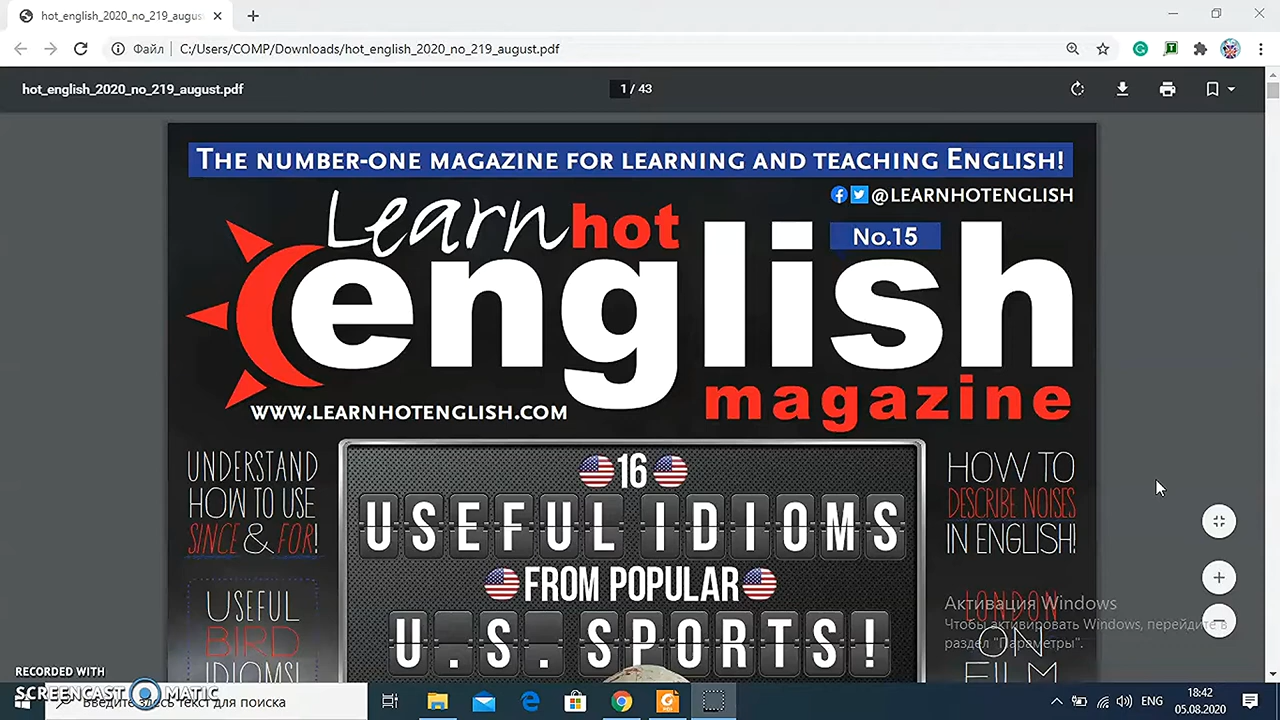 hot_english_2020_no_219_augus
Файл
C:/Users/COMP/Downloads/hot_english_2020_no_219_august.pdf
hot_english_2020_no_219_august.pdf
1 / 43
THE NUMBER-ONE MAGAZINE FOR LEARNING AND TEACHING ENGLISH!
@LEARNHOTENGLISH
Learn hot
No.15
english
magazine
WWW.LEARNHOTENGLISH.COM
UNDERSTAND
HOW TO USE
SINCE & FOR!
USEFUL
BIRD
IDIOMS!
16
USEFUL IDIOMS
FROM POPULAR
U.S. SPORTS!
HOW TO
DESCRIBE NOISES
IN ENGLISH!
LONDON
ON
FILM
Активация Windows
Чтобы активировать Windows, перейдите в
раздел "Параметры".
RECORDED WITH
SCREENCAST MATIC
Введите здесь текст для поиска
ENG
18:42
05.08.2020